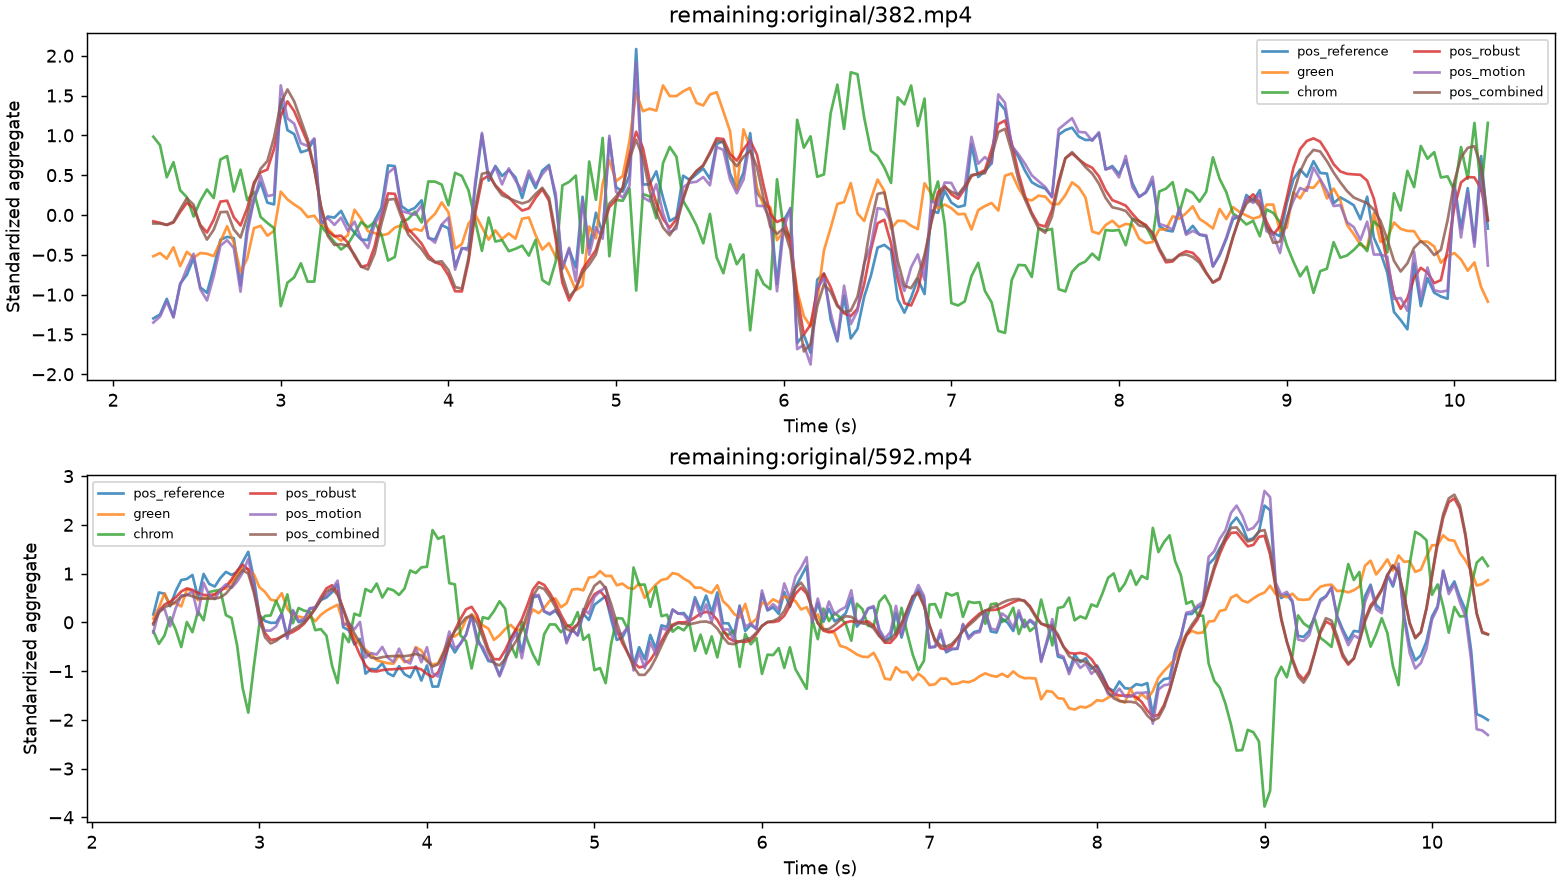 remaining:original/382.mp4
Standardized aggregate
2.0
1.5
1.0
0.5
0.0
−0.5
−1.0
−1.5
−2.0
pos_reference pos_robust
green pos_motion
chrom pos_combined
2 3 4 5 6 7 8 9 10
Time (s)
remaining:original/592.mp4
Standardized aggregate
3
2
1
0
−1
−2
−3
−4
pos_reference pos_robust
green pos_motion
chrom pos_combined
2 3 4 5 6 7 8 9 10
Time (s)